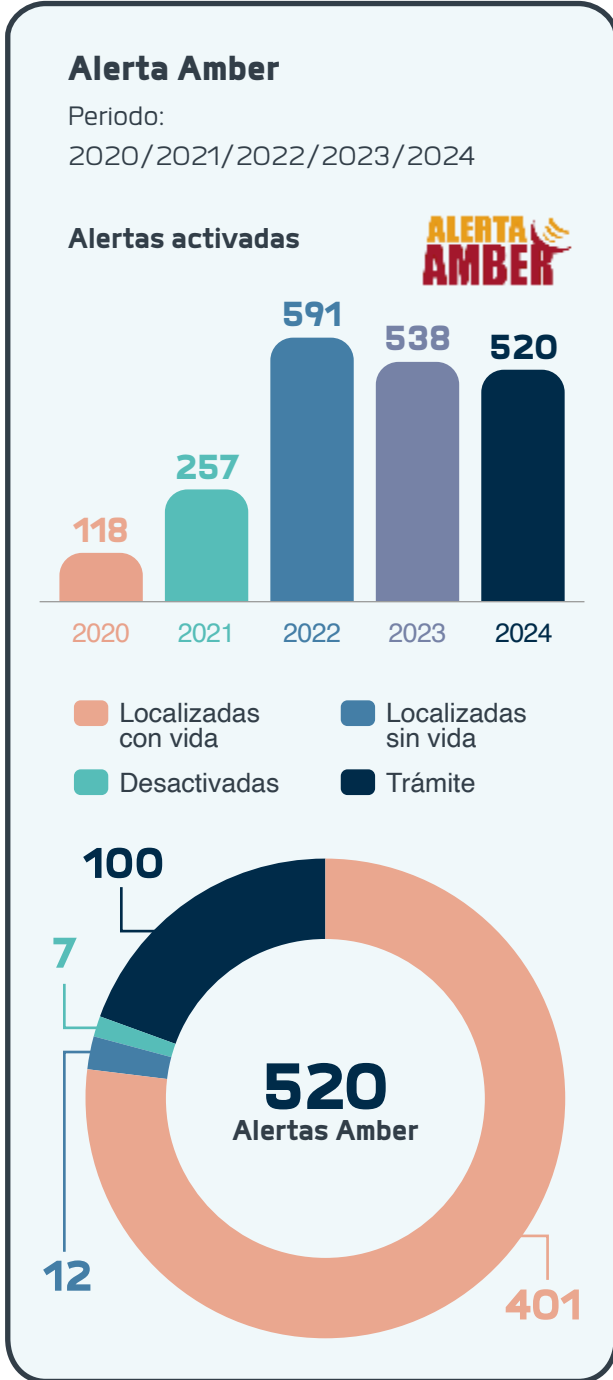 Alerta Amber
Periodo:
2020/2021/2022/2023/2024
Alertas activadas
ALERTA
AMBER
591
538
520
257
118
2020
2021
2022
2023
2024
Localizadas
con vida
Localizadas
sin vida
Desactivadas
Trámite
100
7
520
Alertas Amber
12
401